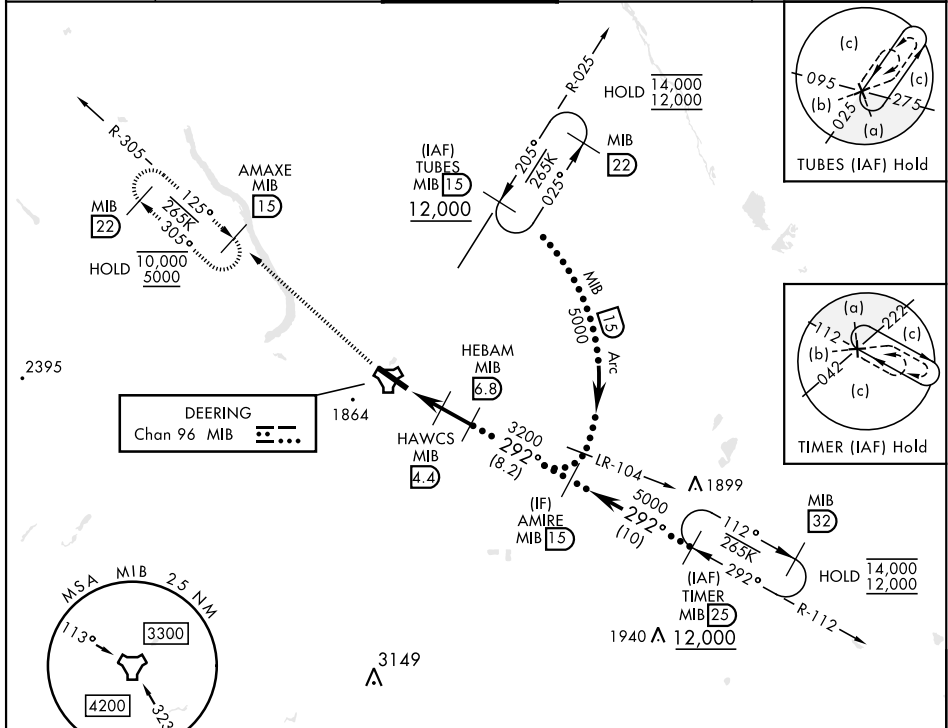 R-025
HOLD 14,000
12,000
(IAF)
TUBES
MIB 15
12,000
205°
265K
025°
MIB
22
(c)
(c)
095
(b)
025
275
(a)
TUBES (IAF) Hold
R-305
AMAXE
MIB
15
125°
265K
305°
MIB
22
HOLD 10,000
5000
MIB 15 Arc
5000
(a)
222
(c)
112
(b)
042
(c)
TIMER (IAF) Hold
2395
HEBAM
MIB
6.8
DEERING
Chan 96 MIB
1864
HAWCS
MIB
4.4
3200
292°
(8.2)
LR-104
1899
(IF)
AMIRE
MIB 15
5000
292°
(10)
MIB
32
112°
265K
292°
HOLD 14,000
12,000
(IAF)
TIMER
MIB 25
12,000
R-112
1940
MSA MIB 25 NM
113°
3300
4200
323
3149